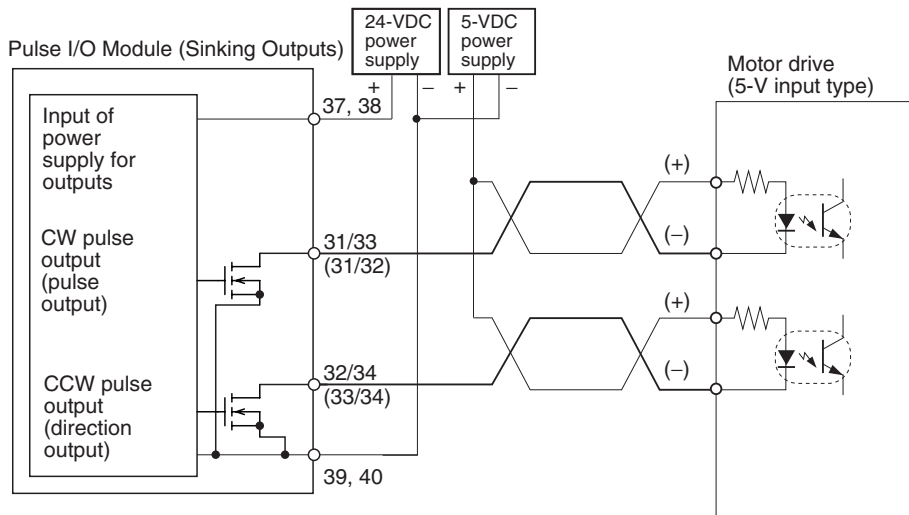 Pulse I/O Module (Sinking Outputs)
24-VDC
power
supply
+
−
5-VDC
power
supply
+
−
Motor drive
(5-V input type)
37, 38
Input of
power
supply for
outputs
(+)
(−)
CW pulse
output
(pulse
output)
31/33
(31/32)
(+)
(−)
CCW pulse
output
(direction
output)
32/34
(33/34)
39, 40